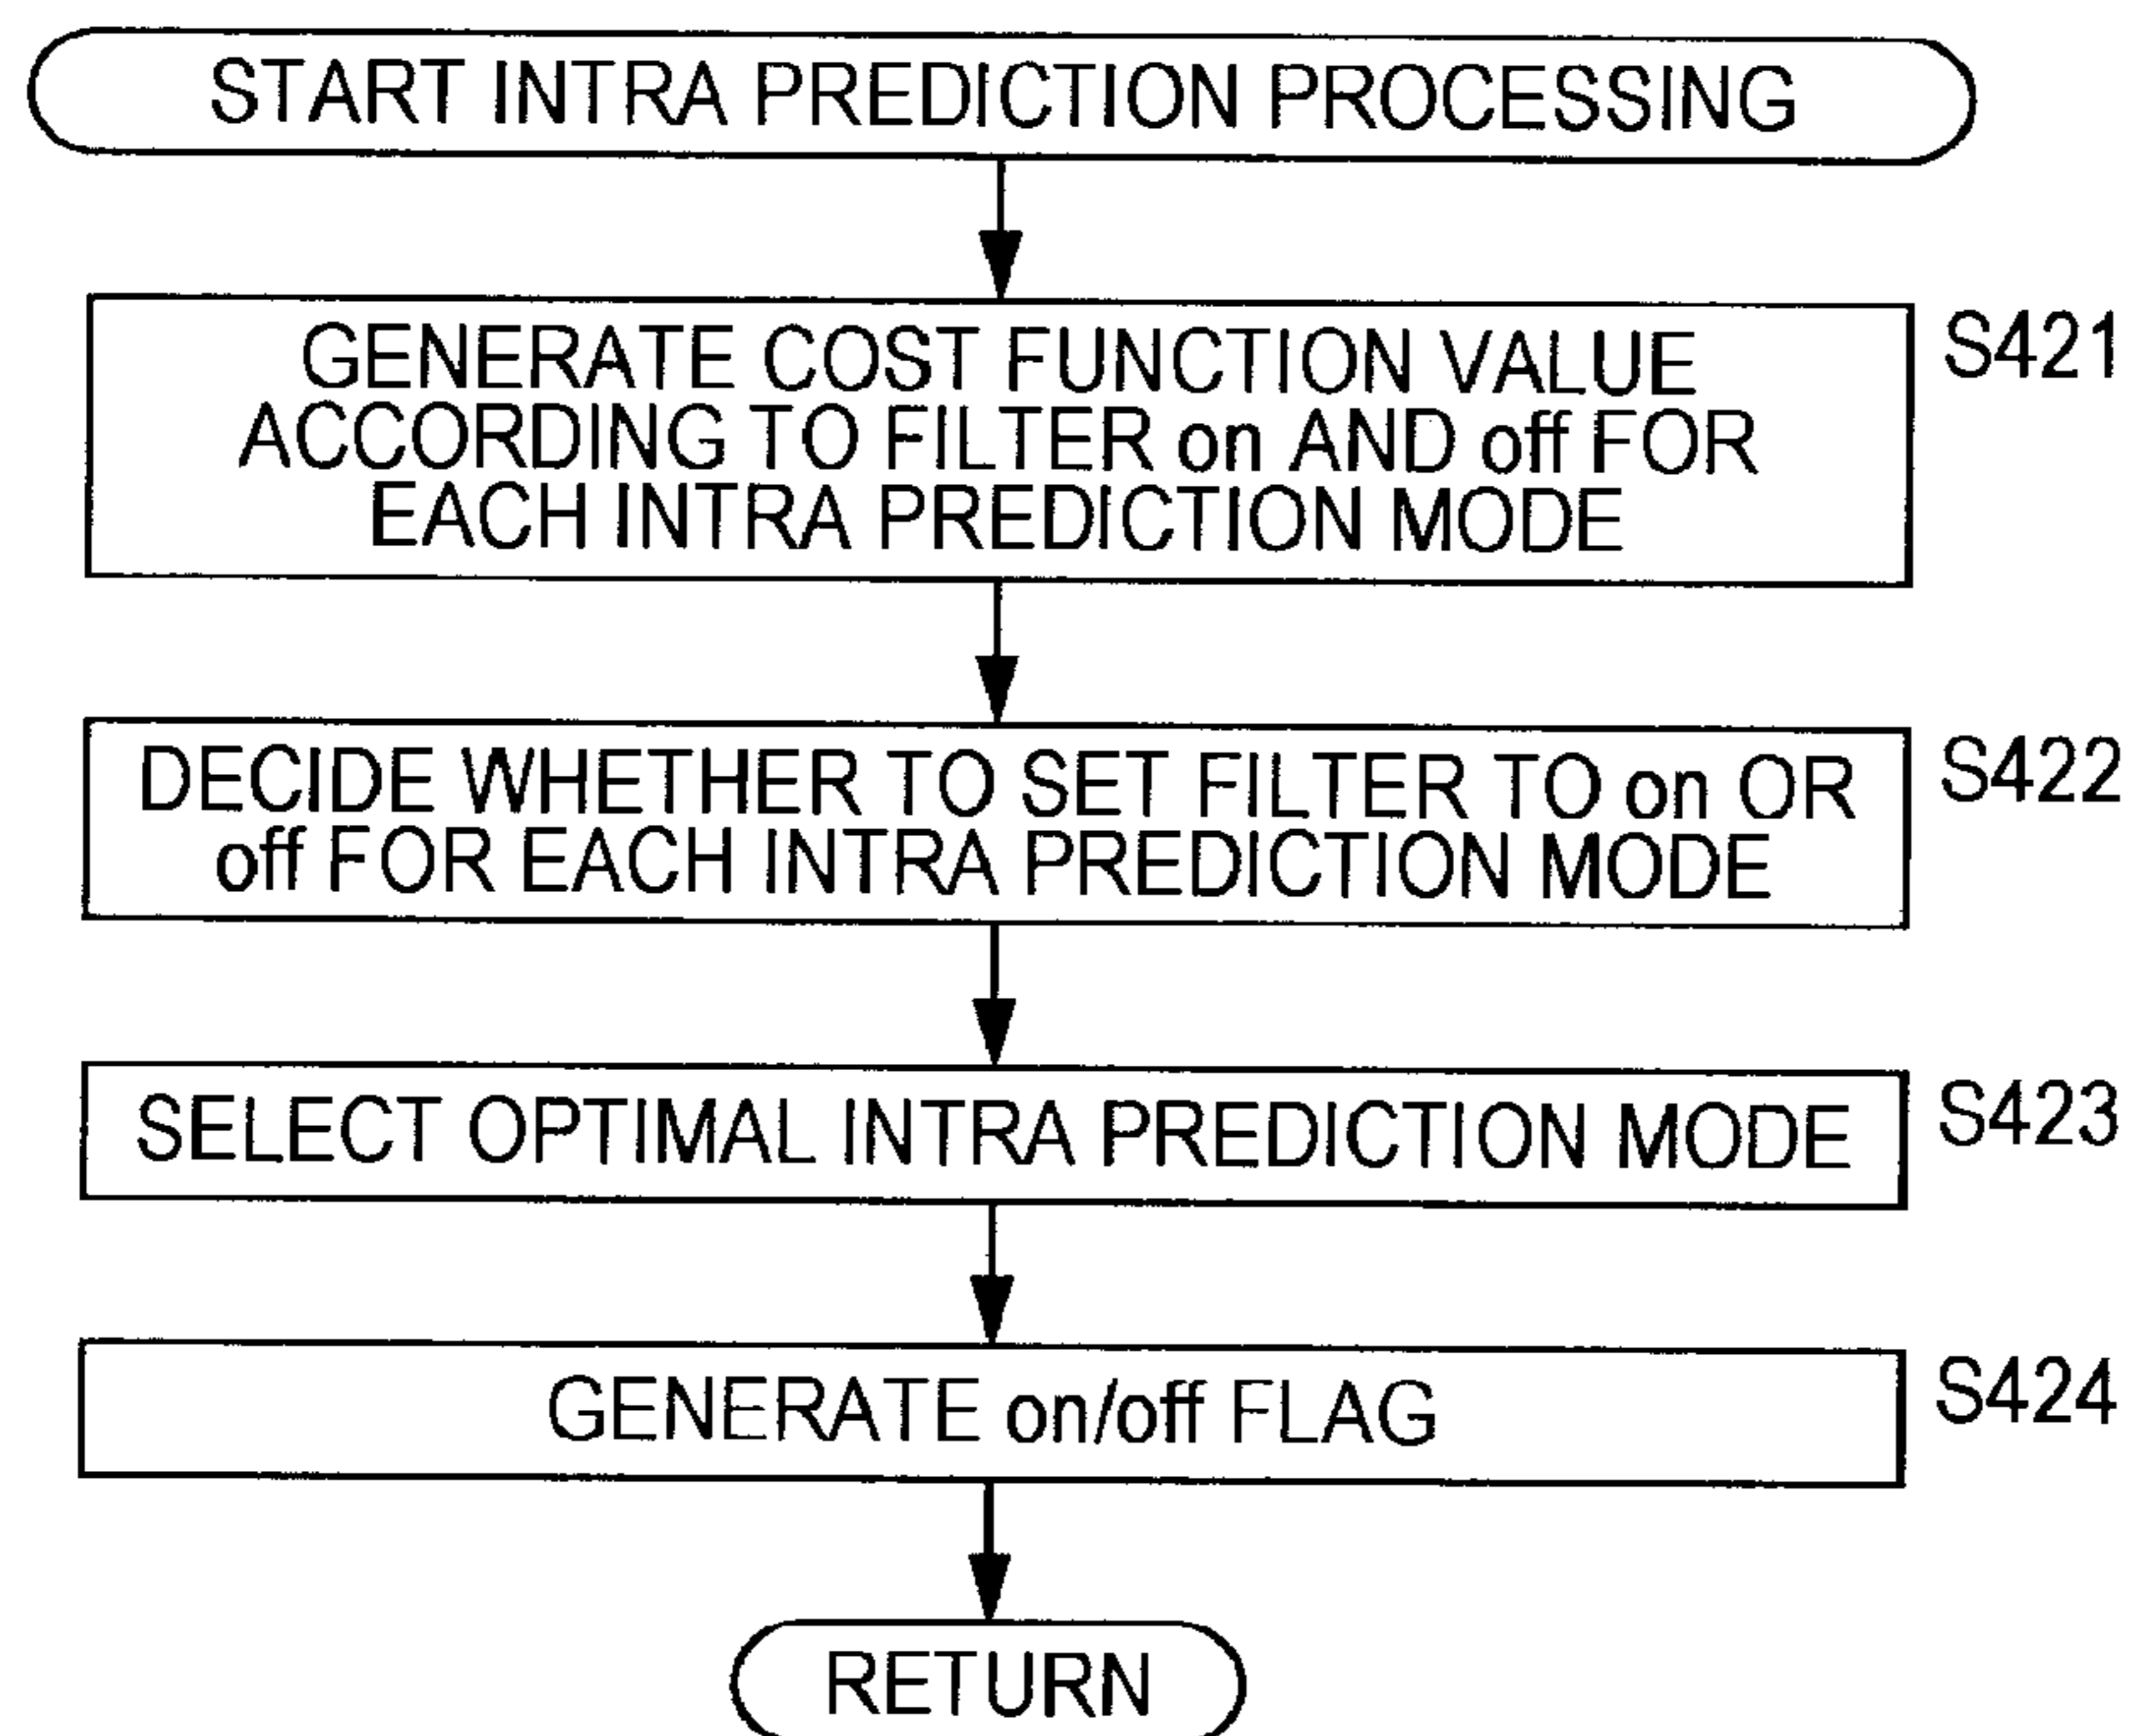 START INTRA PREDICTION PROCESSING
GENERATE COST FUNCTION VALUE
ACCORDING TO FILTER on AND off FOR
EACH INTRA PREDICTION MODE
S421
DECIDE WHETHER TO SET FILTER TO on OR
off FOR EACH INTRA PREDICTION MODE
S422
SELECT OPTIMAL INTRA PREDICTION MODE
S423
GENERATE on/off FLAG
S424
RETURN